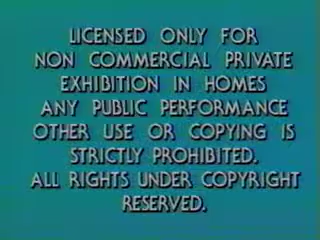 LICENSED ONLY FOR
NON COMMERCIAL PRIVATE
EXHIBITION IN HOMES
ANY PUBLIC PERFORMANCE
OTHER USE OR COPYING IS
STRICTLY PROHIBITED.
ALL RIGHTS UNDER COPYRIGHT
RESERVED.